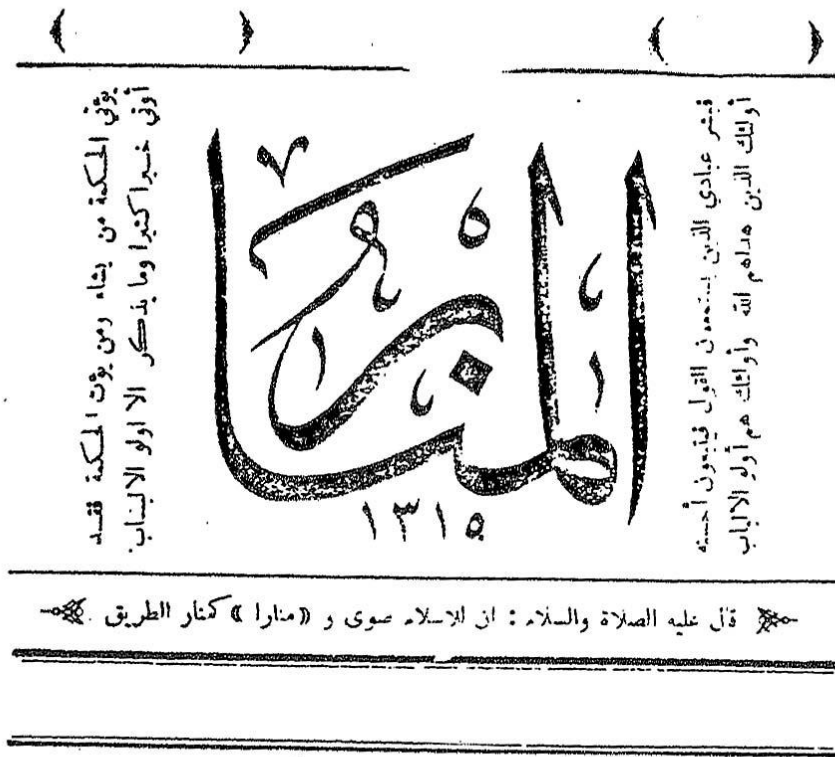 فبشر عبادي الذين يستمعون القول فيتبعون أحسنه
أولئك الذين هداهم الله وأولئك هم أولو الالباب
المنار
١٣١٥
يؤتي الحكمة من يشاء ومن يؤت الحكمة فقد
أوتي خيرا كثيرا وما يذكر الا اولو الالباب
قال عليه الصلاة والسلام : ان للاسلام صوى و «منارا» كمنار الطريق